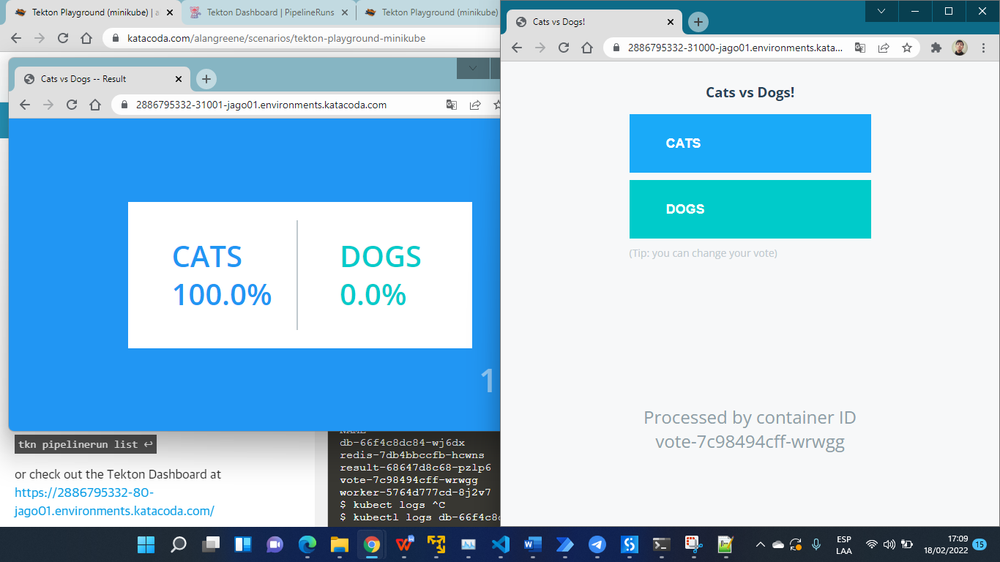 Tekton Playground (minikube) | a
Tekton Dashboard | PipelineRuns
Tekton Playground (minikube)
katacoda.com/alangreene/scenarios/tekton-playground-minikube
Cats vs Dogs -- Result
2886795332-31001-jago01.environments.katacoda.com
CATS
100.0%
DOGS
0.0%
1
tkn pipelinerun list ↩
or check out the Tekton Dashboard at
https://2886795332-80-
jago01.environments.katacoda.com/
NAME
db-66f4c8dc84-wj6dx
redis-7db4bbccfb-hcwns
result-68647d8c68-pzlp6
vote-7c98494cff-wrwgg
worker-5764d777cd-8j2v7
$ kubect logs ^C
$ kubectl logs db-66f4c8d
Cats vs Dogs!
2886795332-31000-jago01.environments.kata...
Cats vs Dogs!
CATS
DOGS
(Tip: you can change your vote)
Processed by container ID
vote-7c98494cff-wrwgg
ESP
LAA
17:09
18/02/2022
15